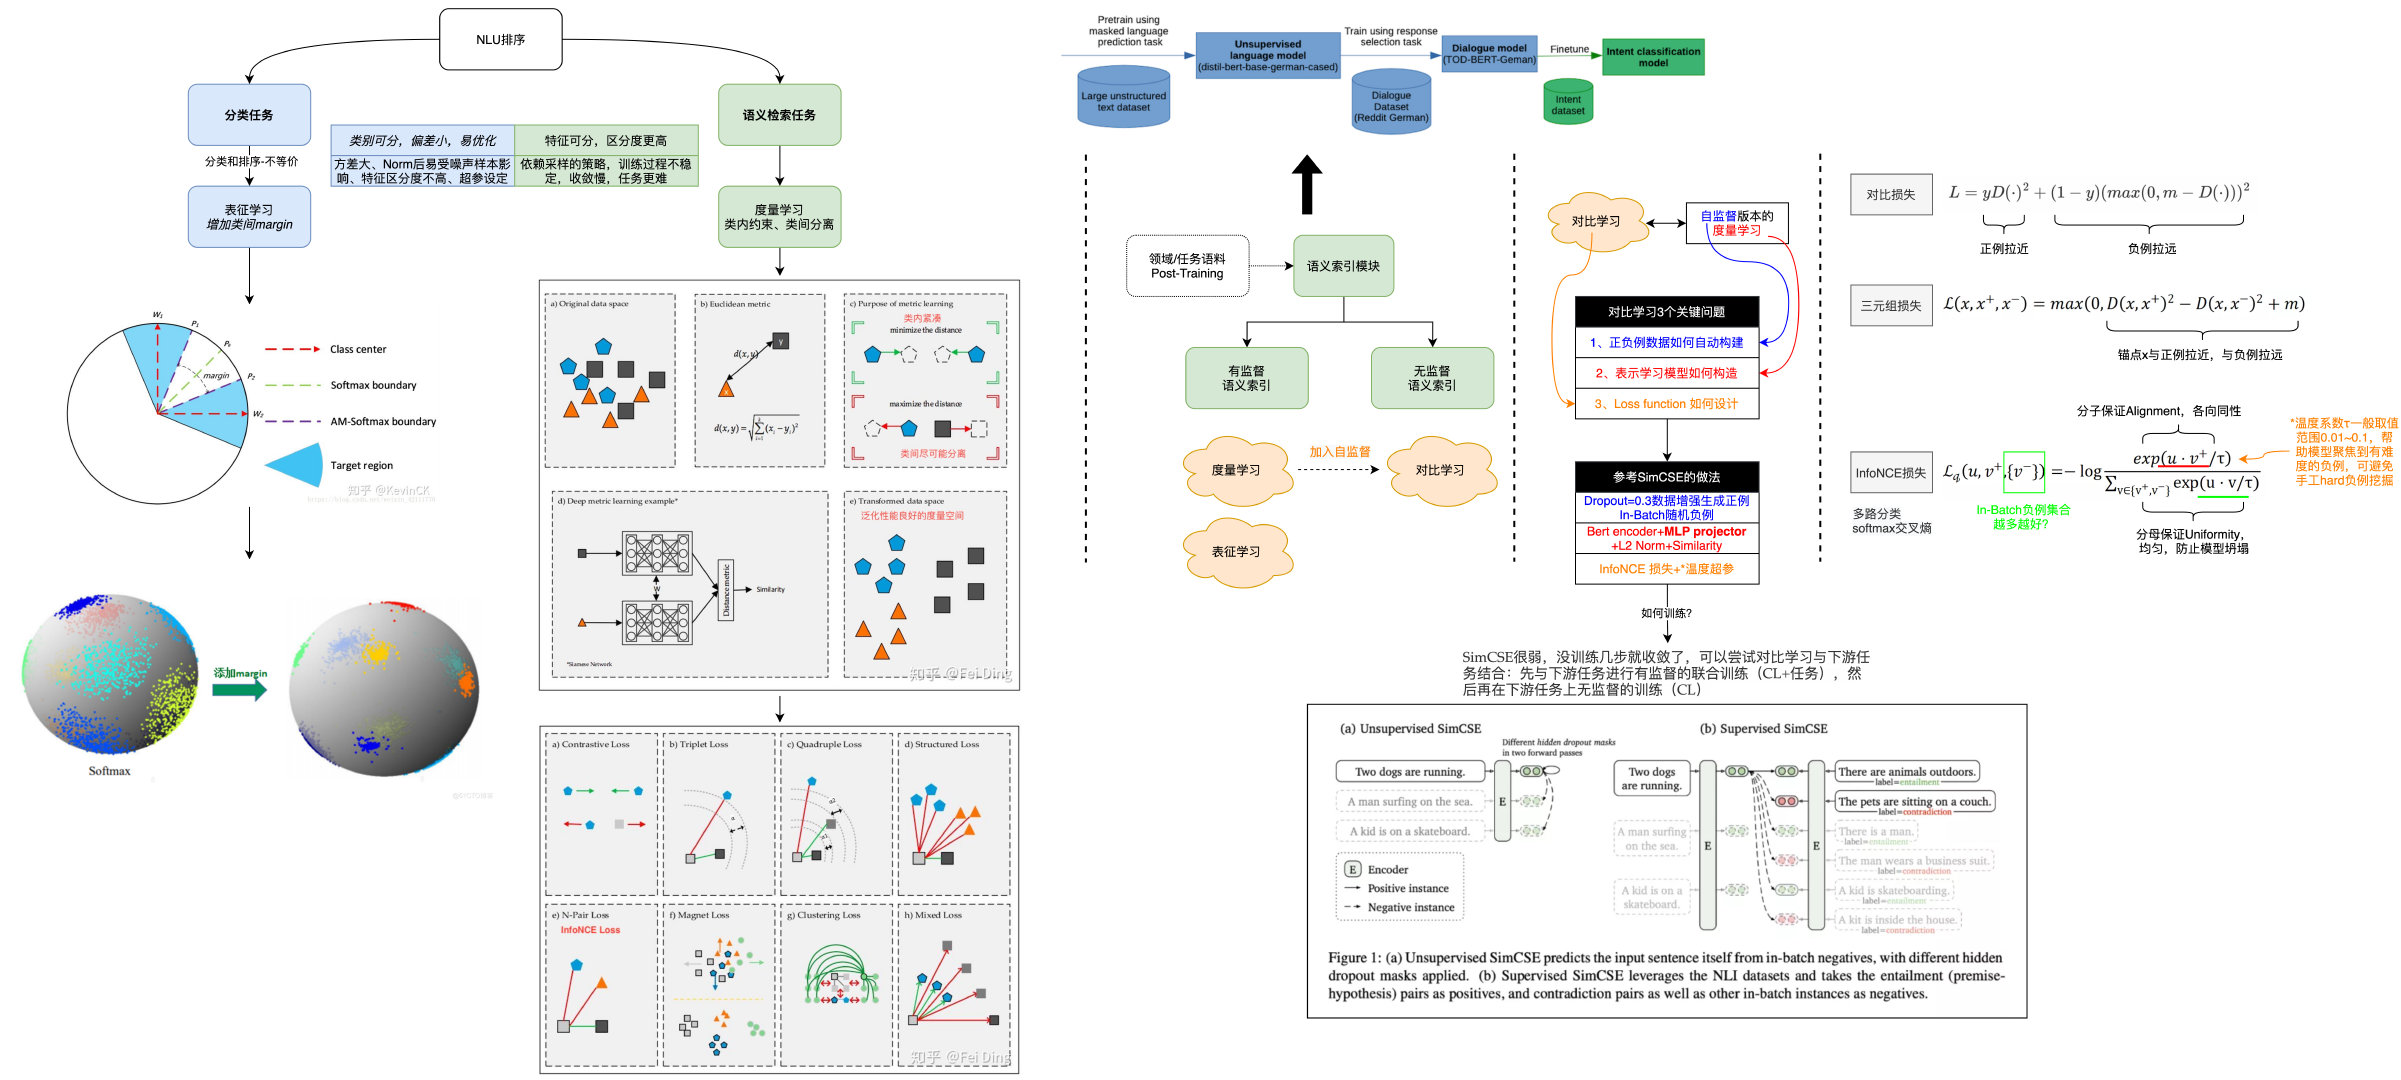 NLU排序
分类任务
分类和排序-不等价
表征学习
增加类间margin
类别可分，偏差小，易优化
特征可分，区分度更高
方差大、Norm后易受噪声样本影
响、特征区分度不高、超参设定
依赖采样的策略，训练过程不稳
定，收敛慢，任务更难
语义检索任务
度量学习
类内约束、类间分离
W₁
P₁
Pₛ
margin
P₂
W₂
Class center
Softmax boundary
AM-Softmax boundary
Target region
知乎 @KevinCK
添加margin
Softmax
a) Original data space
b) Euclidean metric
d(x,y)
y
x
c) Purpose of metric learning
类内紧凑
minimize the distance
maximize the distance
类间尽可能分离
d) Deep metric learning example*
W
Distance metric
Similarity
*Siamese Network
e) Transformed data space
泛化性能良好的度量空间
知乎 @Fei Ding
a) Contrastive Loss
b) Triplet Loss
c) Quadruple Loss
d) Structured Loss
e) N-Pair Loss
InfoNCE Loss
f) Magnet Loss
g) Clustering Loss
h) Mixed Loss
知乎 @Fei Ding
Pretrain using
masked language
prediction task
Large unstructured
text dataset
Unsupervised
language model
(distil-bert-base-german-cased)
Train using response
selection task
Dialogue
Dataset
(Reddit German)
Dialogue model
(TOD-BERT-Geman)
Finetune
Intent
dataset
Intent classification
model
领域/任务语料
Post-Training
语义索引模块
有监督
语义索引
无监督
语义索引
度量学习
加入自监督
对比学习
表征学习
对比学习
自监督版本的
度量学习
对比学习3个关键问题
1、正负例数据如何自动构建
2、表示学习模型如何构造
3、Loss function 如何设计
参考SimCSE的做法
Dropout=0.3数据增强生成正例
In-Batch随机负例
Bert encoder+MLP projector
+L2 Norm+Similarity
InfoNCE 损失+*温度超参
如何训练?
SimCSE很弱，没训练几步就收敛了，可以尝试对比学习与下游任
务结合：先与下游任务进行有监督的联合训练（CL+任务），然
后再在下游任务上无监督的训练（CL）
对比损失
L = yD(·)² + (1 − y)(max(0, m − D(·)))²
正例拉近
负例拉远
三元组损失
ℒ(x, x⁺, x⁻) = max(0, D(x, x⁺)² − D(x, x⁻)² + m)
锚点x与正例拉近，与负例拉远
分子保证Alignment，各向同性
InfoNCE损失
ℒq(u, v⁺,{v⁻}) =− log exp(u · v⁺/τ) / ∑v∈{v⁺,v⁻} exp(u · v/τ)
多路分类
softmax交叉熵
In-Batch负例集合
越多越好?
分母保证Uniformity，
均匀，防止模型坍塌
*温度系数τ一般取值
范围0.01~0.1，帮
助模型聚焦到有难
度的负例，可避免
手工hard负例挖掘
(a) Unsupervised SimCSE
Different hidden dropout masks
in two forward passes
Two dogs are running.
A man surfing on the sea.
A kid is on a skateboard.
E
E Encoder
Positive instance
Negative instance
(b) Supervised SimCSE
Two dogs
are running.
A man surfing
on the sea.
A kid is on a
skateboard.
E
E
There are animals outdoors.
label=entailment
The pets are sitting on a couch.
label=contradiction
There is a man.
label=entailment
The man wears a business suit.
label=contradiction
A kid is skateboarding.
label=entailment
A kit is inside the house.
label=contradiction
Figure 1: (a) Unsupervised SimCSE predicts the input sentence itself from in-batch negatives, with different hidden
dropout masks applied. (b) Supervised SimCSE leverages the NLI datasets and takes the entailment (premise-
hypothesis) pairs as positives, and contradiction pairs as well as other in-batch instances as negatives.